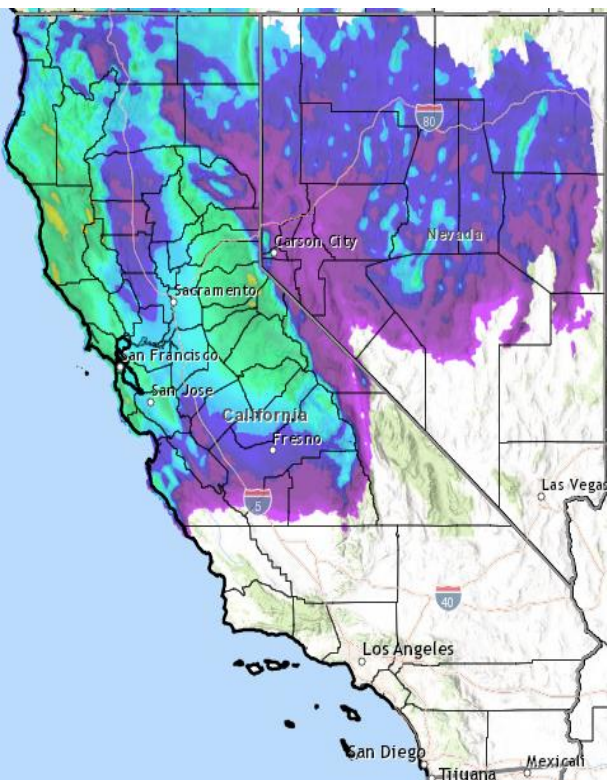 80
Nevada
Carson City
Sacramento
San Francisco
San Jose
California
Fresno
5
Las Vegas
40
Los Angeles
San Diego
Tijuana
Mexicali